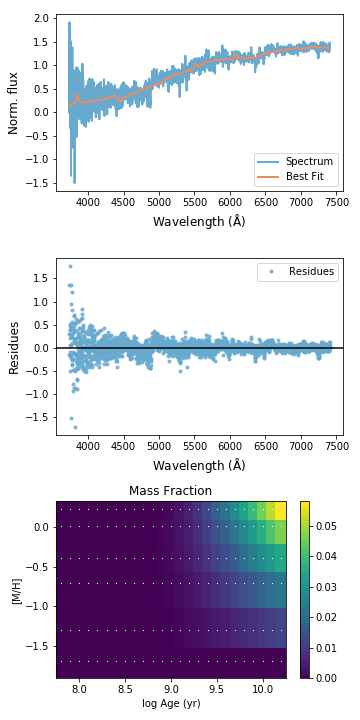 2.0
1.5
1.0
0.5
0.0
−0.5
−1.0
−1.5
Norm. flux
Spectrum
Best Fit
4000 4500 5000 5500 6000 6500 7000 7500
Wavelength (Å)
Residues
1.5
1.0
0.5
0.0
−0.5
−1.0
−1.5
Residues
4000 4500 5000 5500 6000 6500 7000 7500
Wavelength (Å)
Mass Fraction
0.0
−0.5
−1.0
−1.5
[M/H]
8.0 8.5 9.0 9.5 10.0
log Age (yr)
0.05
0.04
0.03
0.02
0.01
0.00